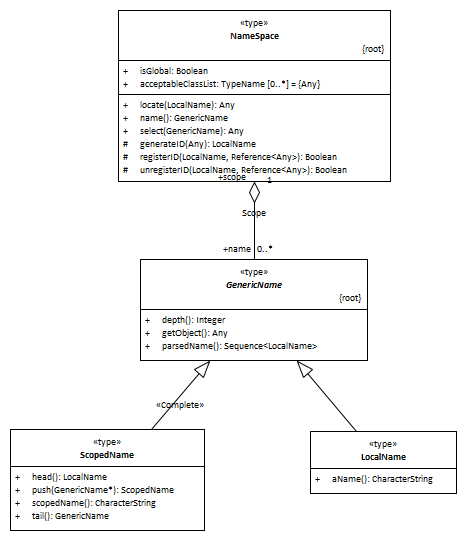 «type»
NameSpace
{root}
+ isGlobal: Boolean
+ acceptableClassList: TypeName [0..*] = {Any}
+ locate(LocalName): Any
+ name(): GenericName
+ select(GenericName): Any
# generateID(Any): LocalName
# registerID(LocalName, Reference<Any>): Boolean
# unregisterID(LocalName, Reference<Any>): Boolean
+scope 1
Scope
+name 0..*
«type»
GenericName
{root}
+ depth(): Integer
+ getObject(): Any
+ parsedName(): Sequence<LocalName>
«Complete»
«type»
ScopedName
+ head(): LocalName
+ push(GenericName*): ScopedName
+ scopedName(): CharacterString
+ tail(): GenericName
«type»
LocalName
+ aName(): CharacterString